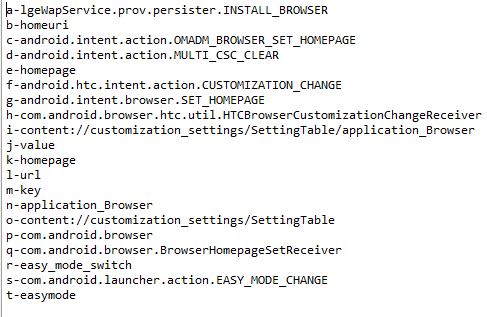 a-lgeWapService.prov.persister.INSTALL_BROWSER
b-homeuri
c-android.intent.action.OMADM_BROWSER_SET_HOMEPAGE
d-android.intent.action.MULTI_CSC_CLEAR
e-homepage
f-android.htc.intent.action.CUSTOMIZATION_CHANGE
g-android.intent.browser.SET_HOMEPAGE
h-com.android.browser.htc.util.HTCBrowserCustomizationChangeReceiver
i-content://customization_settings/SettingTable/application_Browser
j-value
k-homepage
l-url
m-key
n-application_Browser
o-content://customization_settings/SettingTable
p-com.android.browser
q-com.android.browser.BrowserHomepageSetReceiver
r-easy_mode_switch
s-com.android.launcher.action.EASY_MODE_CHANGE
t-easymode